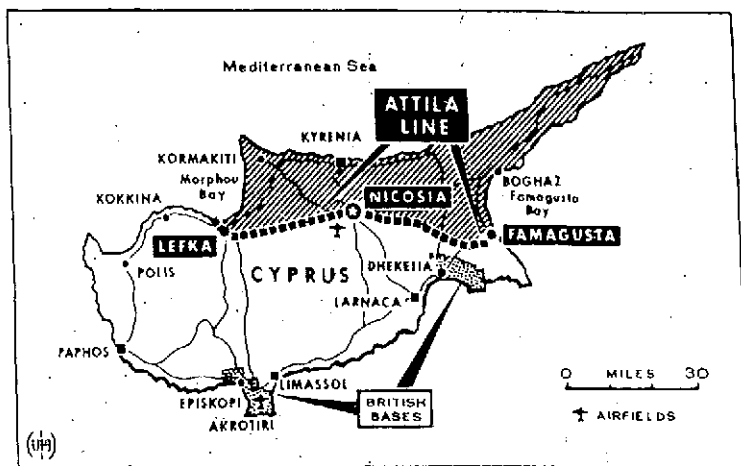 Mediterranean Sea
ATTILA
LINE
KYRENIA
KORMAKITI
Morphou
Bay
KOKKINA
NICOSIA
BOGHAZ
Famagusta
Bay
LEFKA
FAMAGUSTA
POLIS
CYPRUS
DHEKELIA
LARNACA
PAPHOS
LIMASSOL
EPISKOPI
AKROTIRI
BRITISH
BASES
0 MILES 30
AIRFIELDS